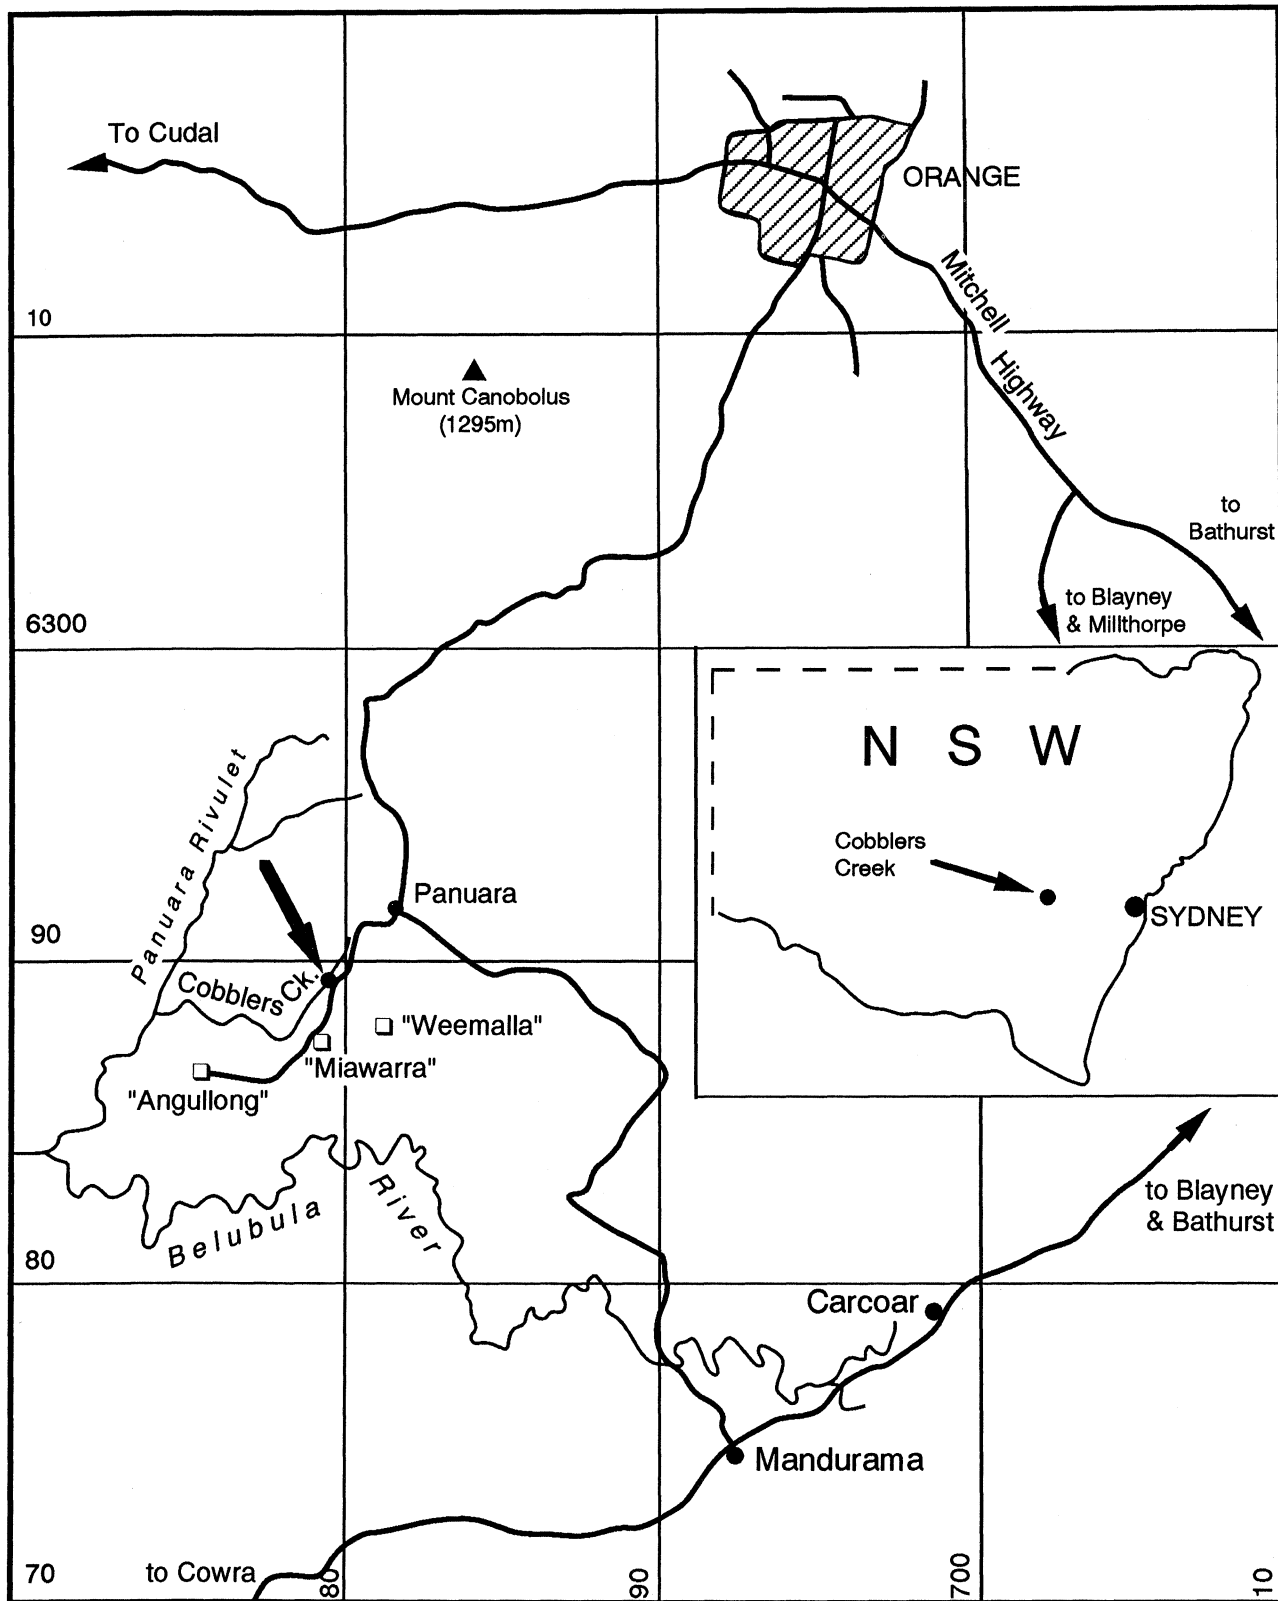 To Cudal
ORANGE
Mitchell
Highway
10
Mount Canobolus
(1295m)
to
Bathurst
to Blayney
& Millthorpe
6300
N S W
Cobblers
Creek
SYDNEY
Panuara Rivulet
Panuara
90
Cobblers Ck.
"Weemalla"
"Miawarra"
"Angullong"
Belubula River
to Blayney
& Bathurst
80
Carcoar
Mandurama
70
to Cowra
80
90
700
10